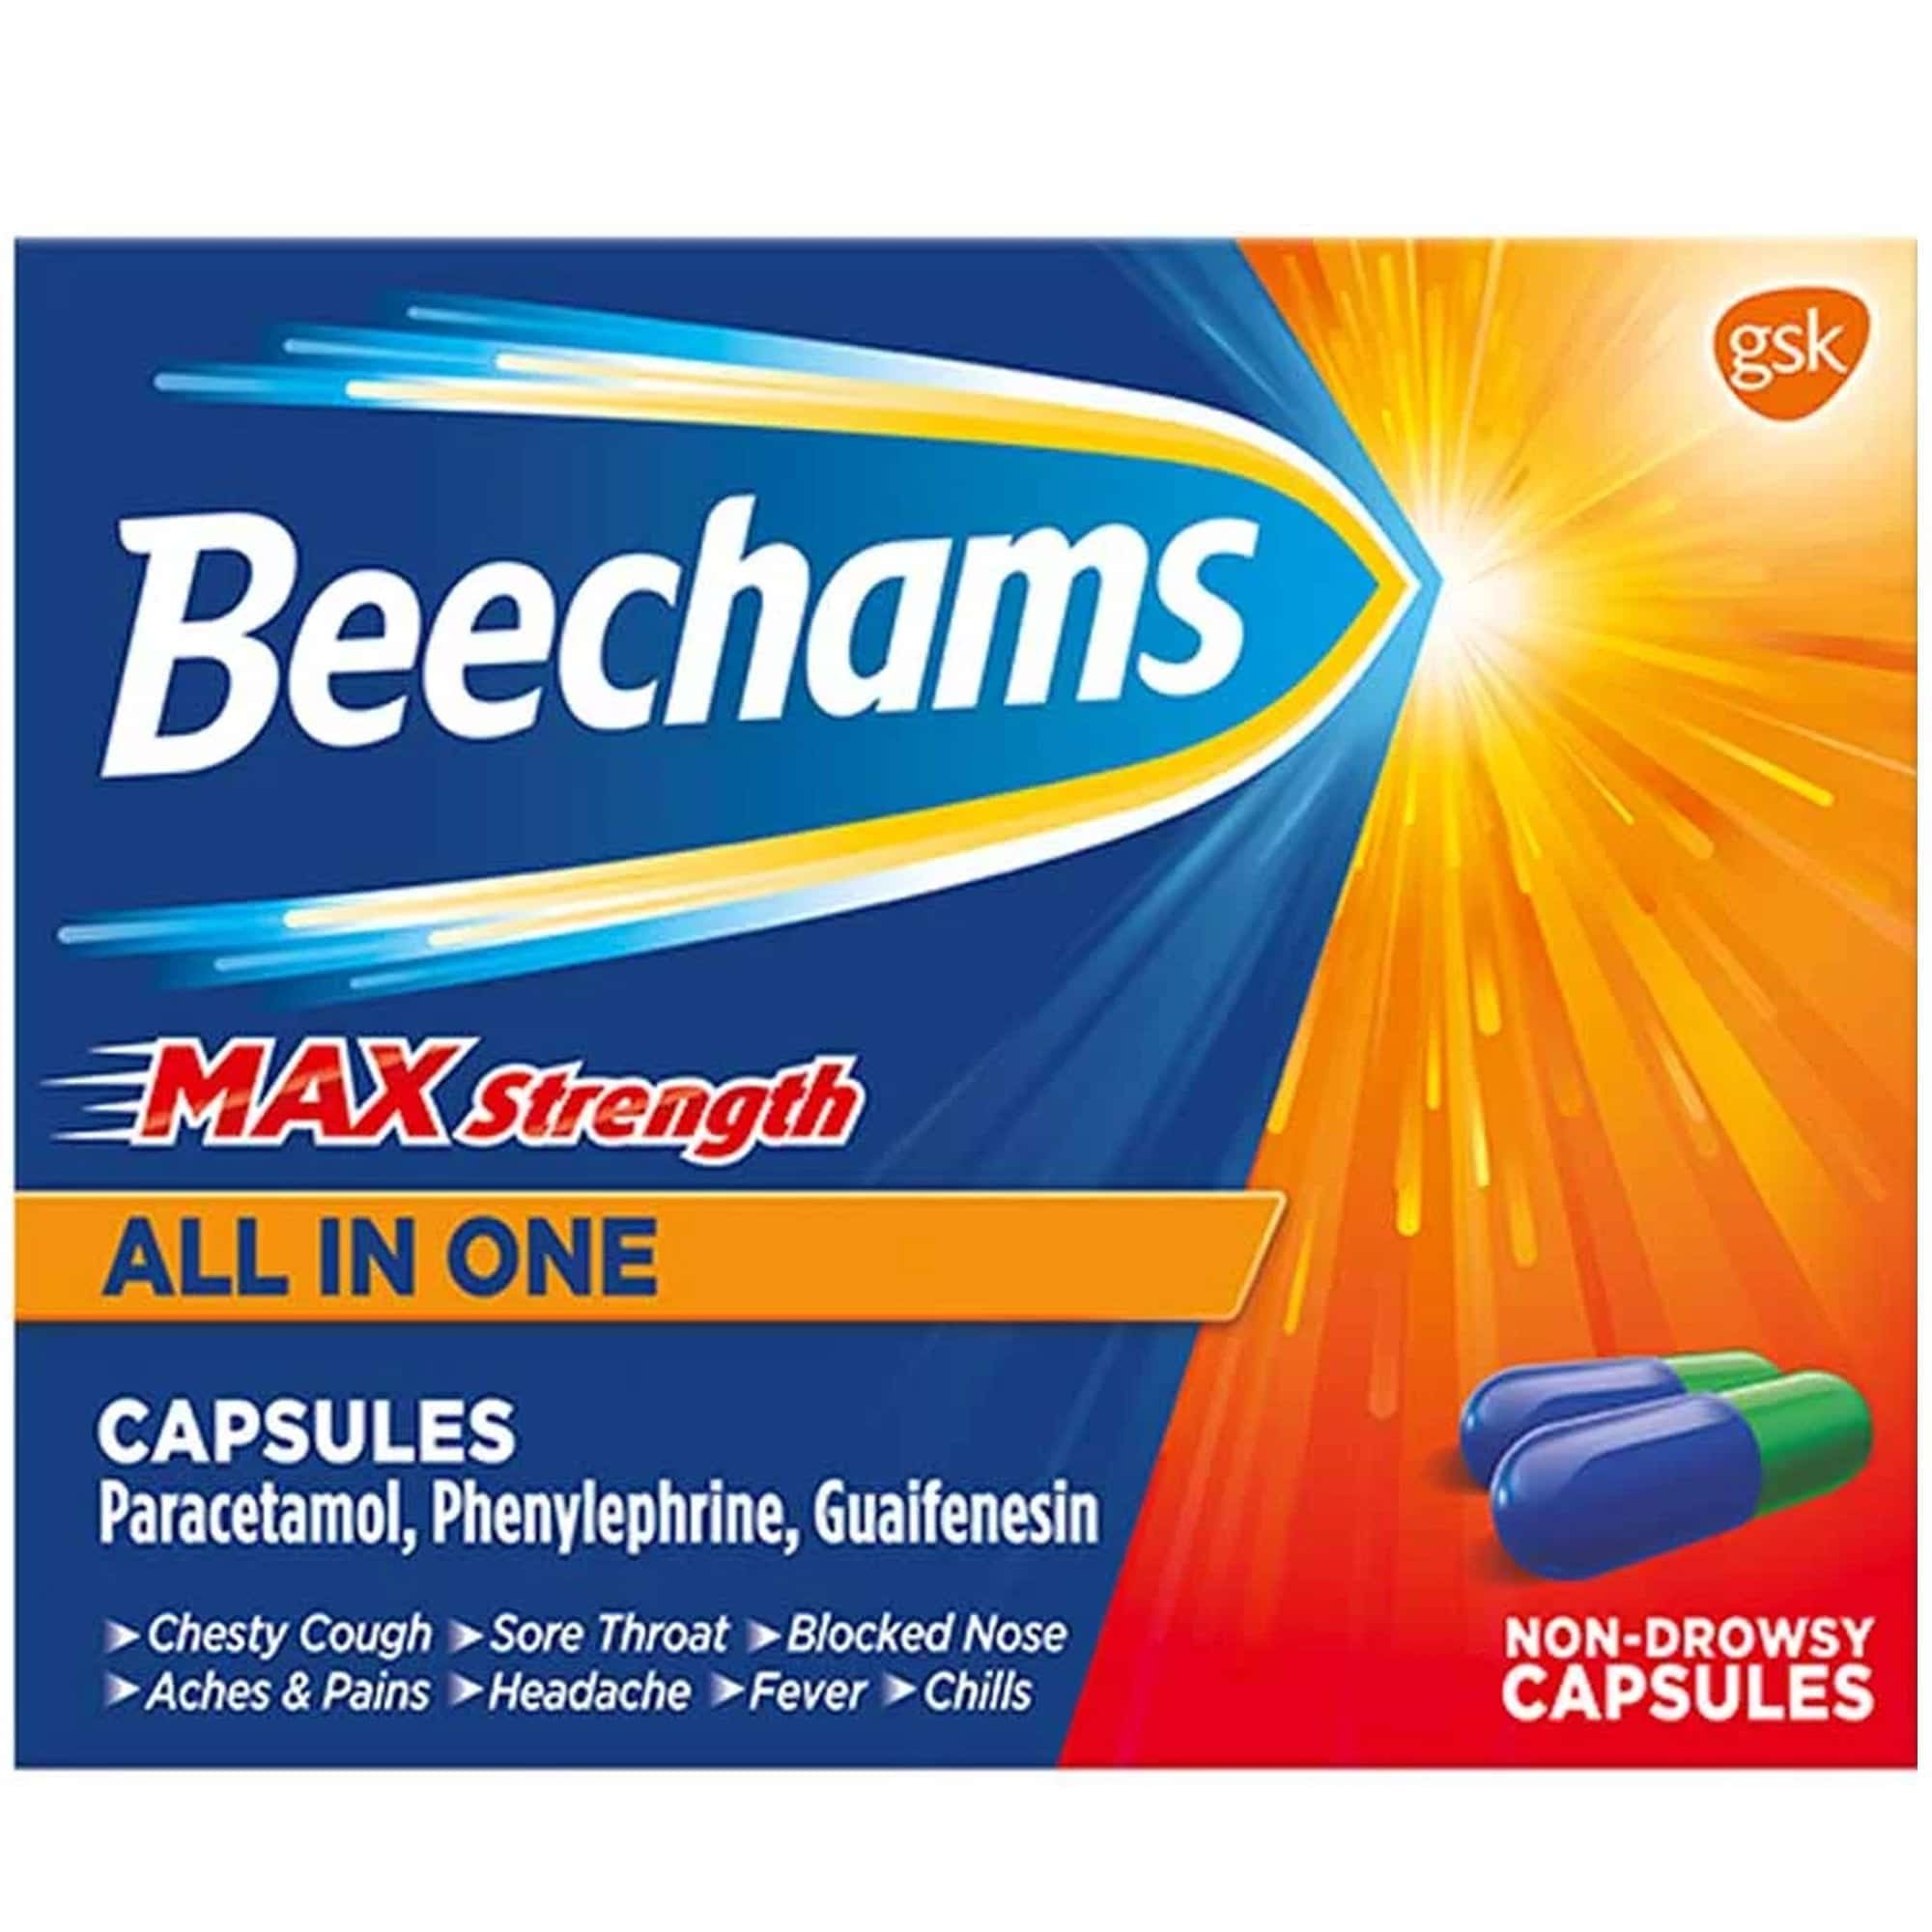 gsk
Beechams
MAX Strength
ALL IN ONE
CAPSULES
Paracetamol, Phenylephrine, Guaifenesin
Chesty Cough Sore Throat Blocked Nose
Aches & Pains Headache Fever Chills
NON-DROWSY
CAPSULES